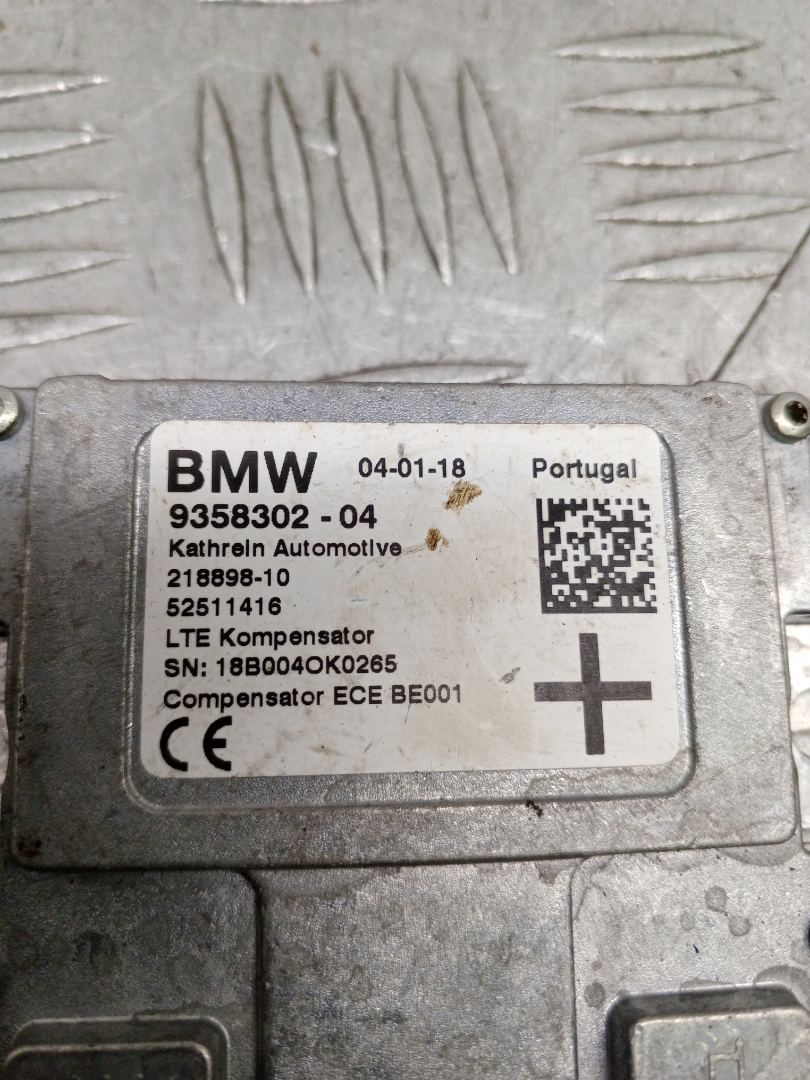 BMW 04-01-18 Portugal
9358302 - 04
Kathrein Automotive
218898-10
52511416
LTE Kompensator
SN: 18B004OK0265
Compensator ECE BE001
CE